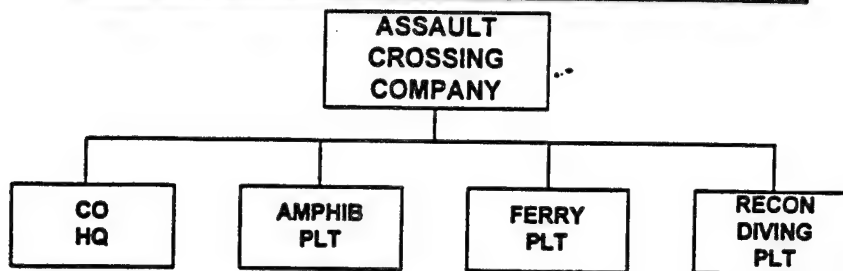 ASSAULT
CROSSING
COMPANY
CO
HQ
AMPHIB
PLT
FERRY
PLT
RECON
DIVING
PLT